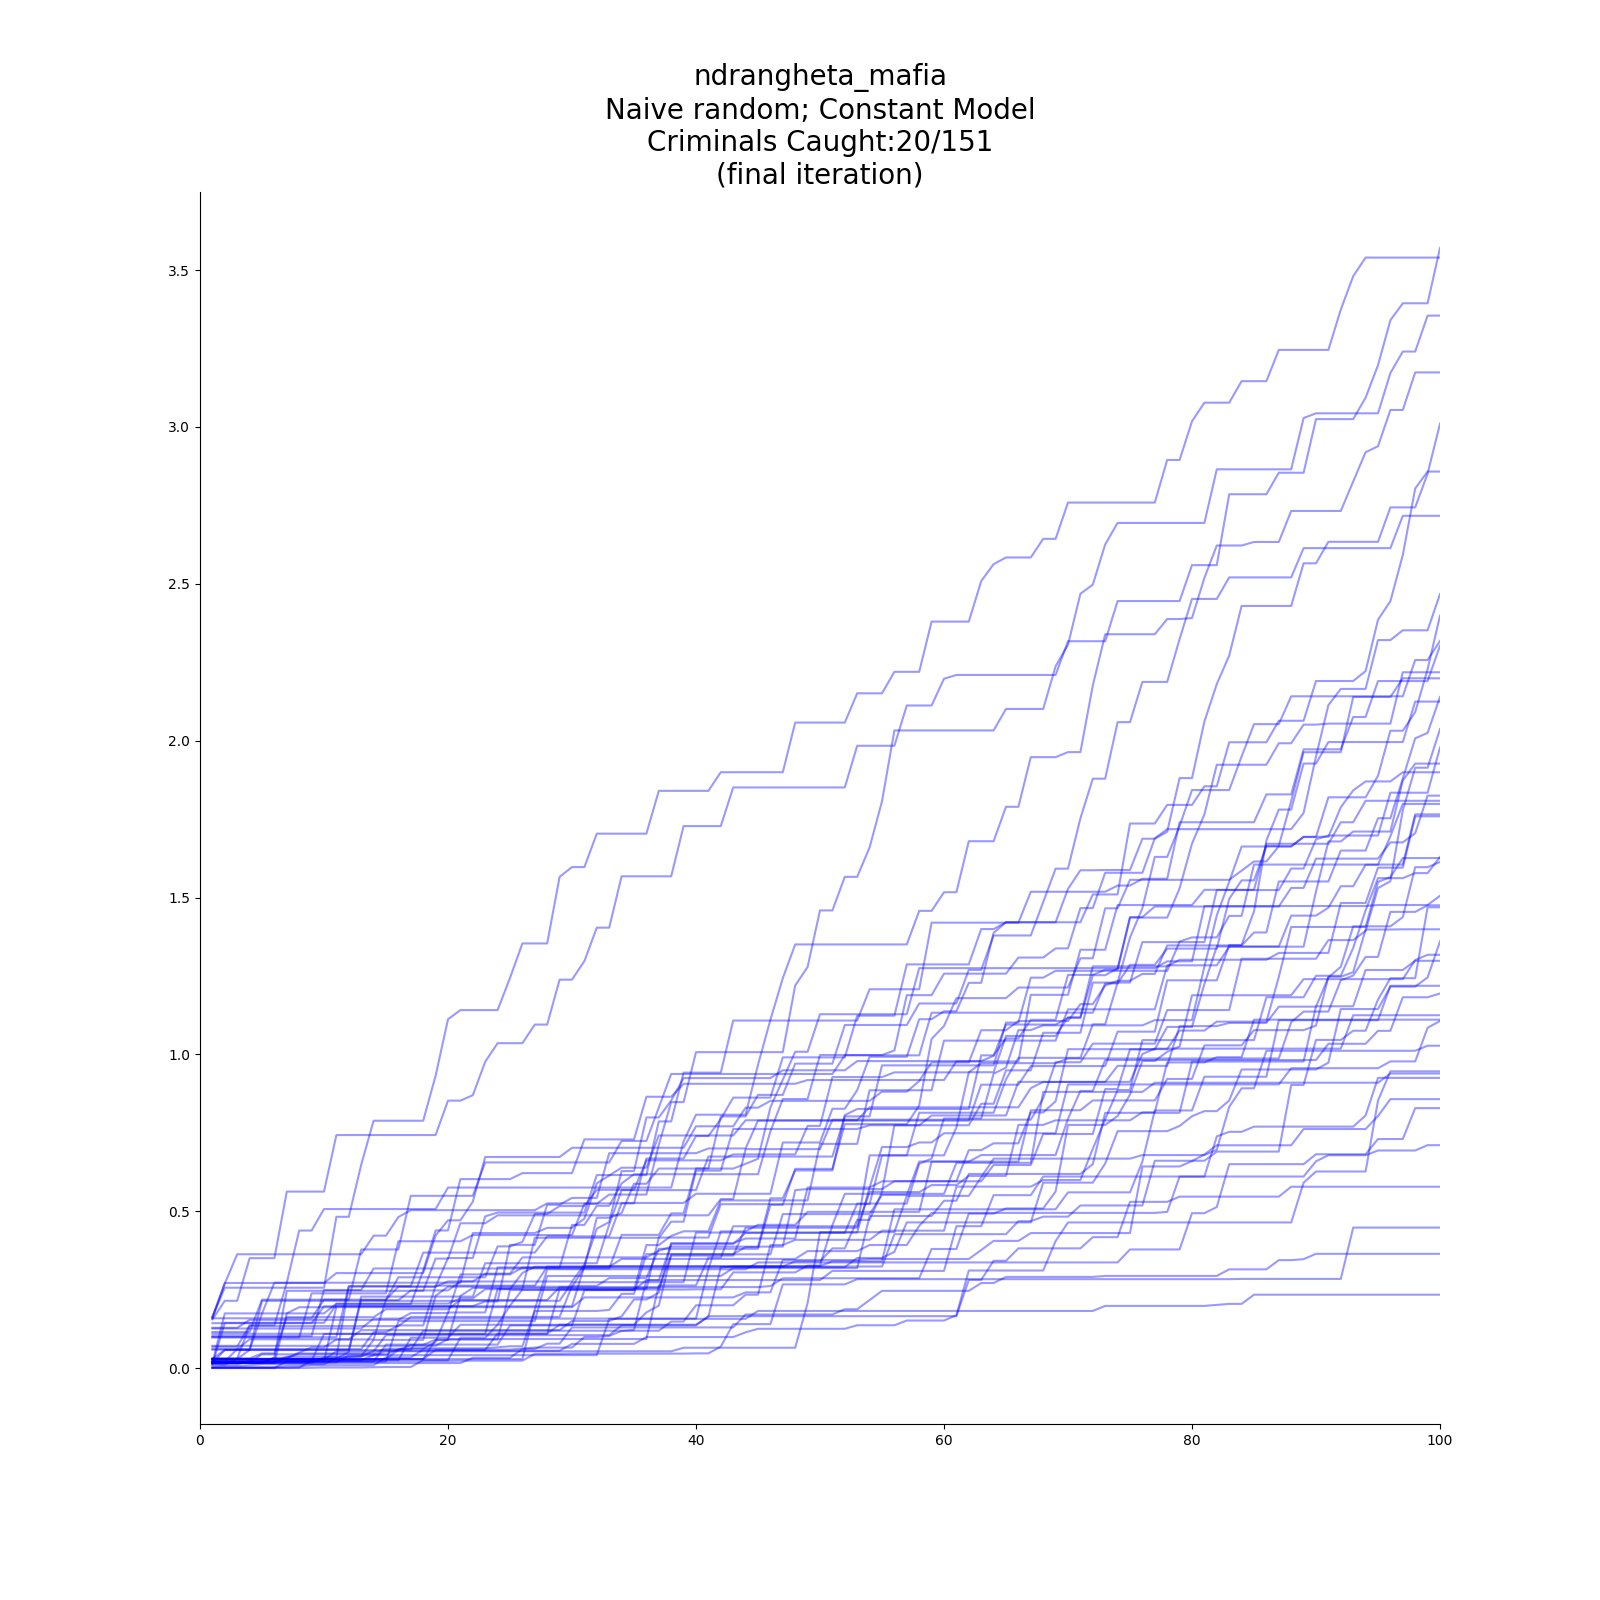 ndrangheta_mafia
Naive random; Constant Model
Criminals Caught:20/151
(final iteration)
3.5
3.0
2.5
2.0
1.5
1.0
0.5
0.0
0 20 40 60 80 100